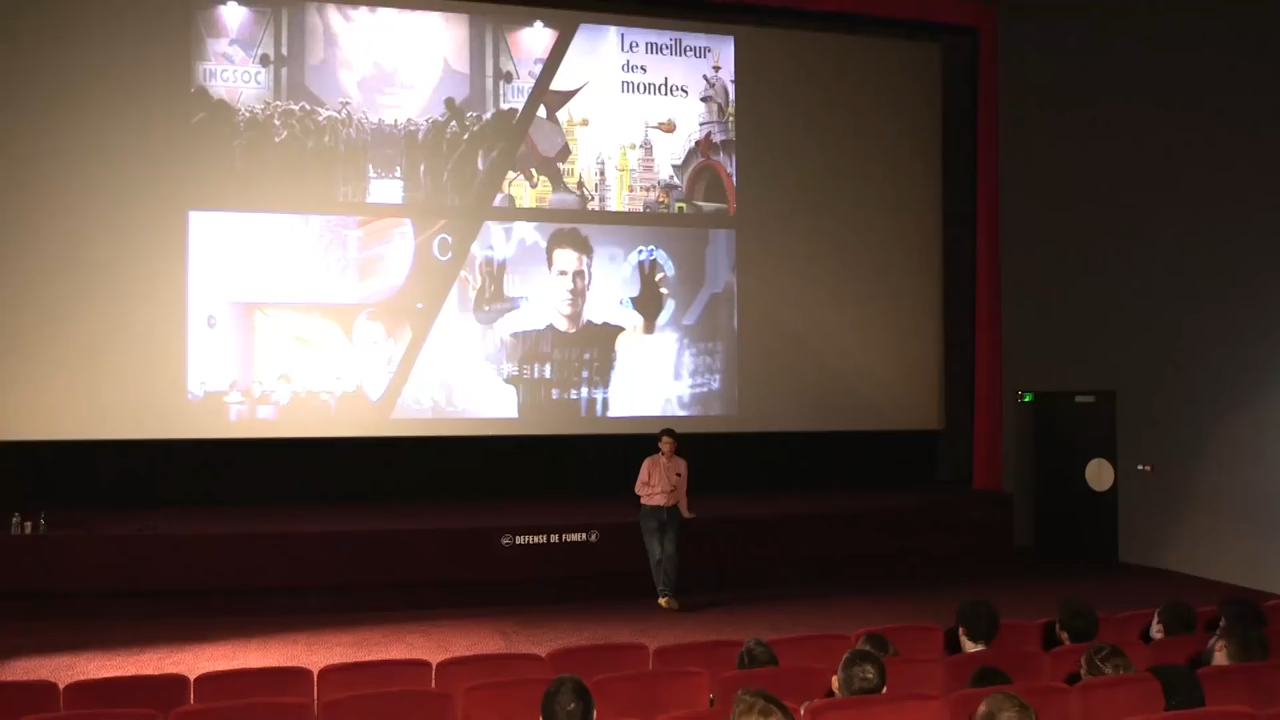 INGSOC
Le meilleur
des
mondes
C
DEFENSE DE FUMER